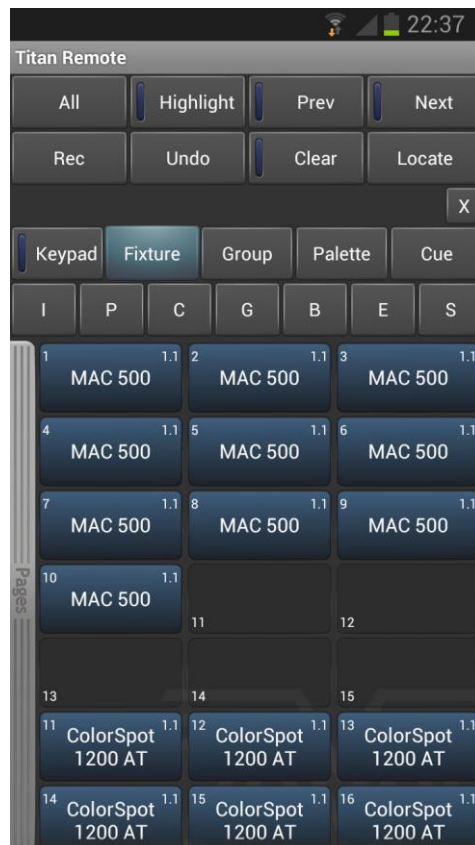 22:37
Titan Remote
All Highlight Prev Next
Rec Undo Clear Locate
X
Keypad Fixture Group Palette Cue
I P C G B E S
Pages
1 1.1 2 1.1 3 1.1
MAC 500 MAC 500 MAC 500
4 1.1 5 1.1 6 1.1
MAC 500 MAC 500 MAC 500
7 1.1 8 1.1 9 1.1
MAC 500 MAC 500 MAC 500
10 1.1
MAC 500
11 12
13 14 15
11 1.1 12 1.1 13 1.1
ColorSpot ColorSpot ColorSpot
1200 AT 1200 AT 1200 AT
14 1.1 15 1.1 16 1.1
ColorSpot ColorSpot ColorSpot
1200 AT 1200 AT 1200 AT